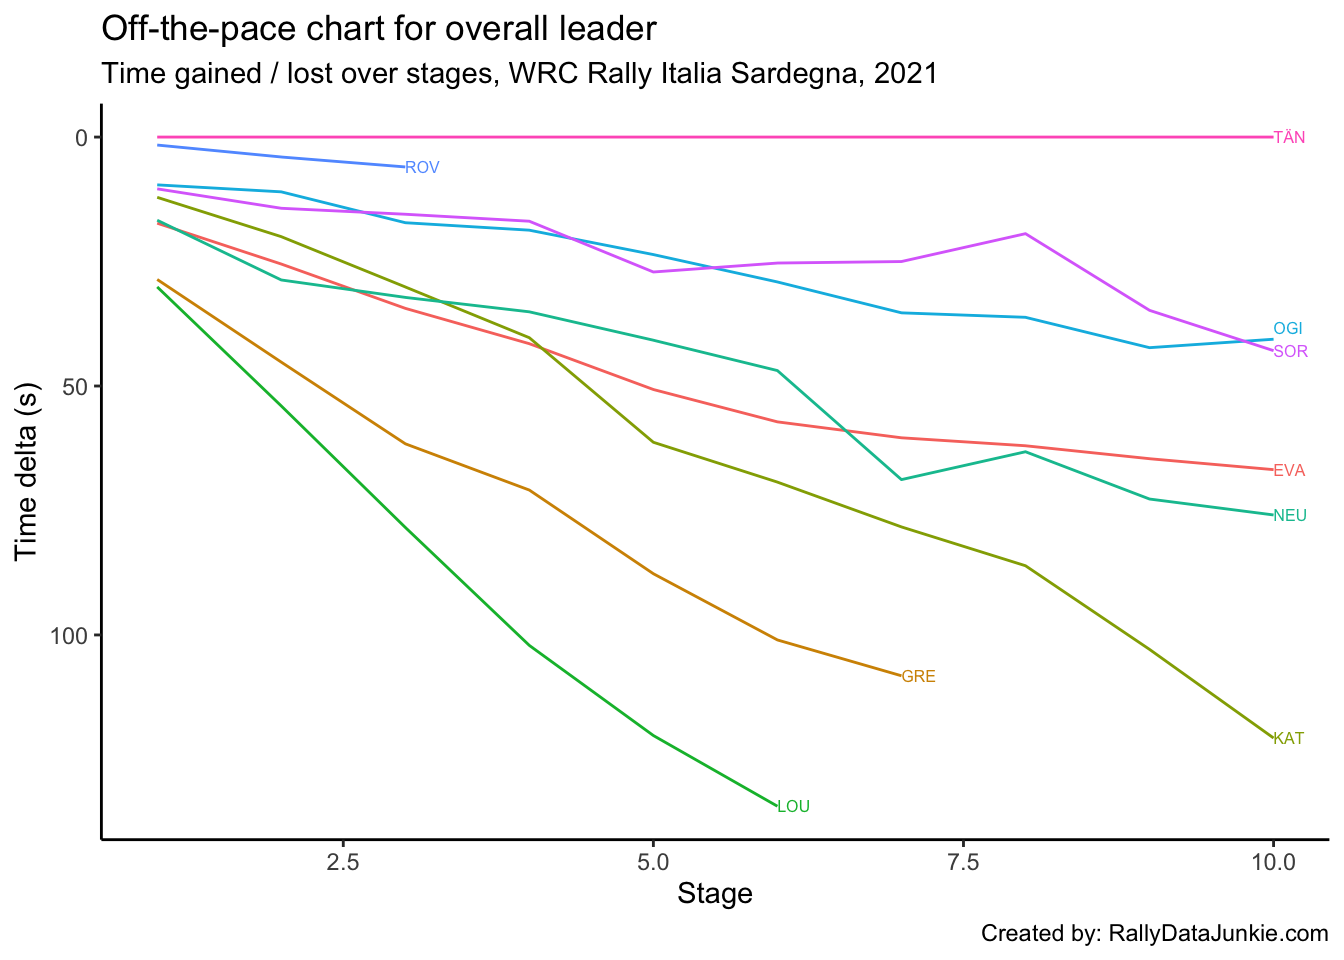 Off-the-pace chart for overall leader
Time gained / lost over stages, WRC Rally Italia Sardegna, 2021
0
50
100
Time delta (s)
TÄN
ROV
OGI
SOR
EVA
NEU
GRE
KAT
LOU
2.5
5.0
7.5
10.0
Stage
Created by: RallyDataJunkie.com